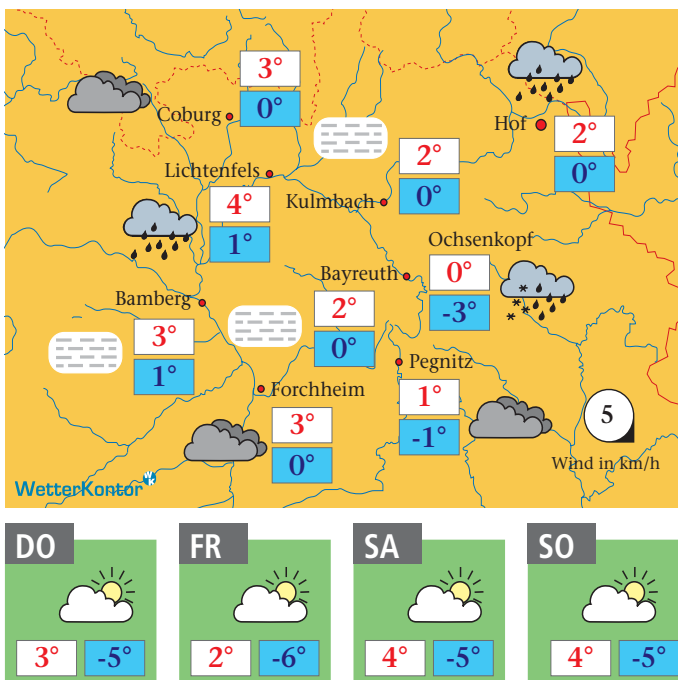 3°
0°
Coburg
Hof
2°
0°
2°
0°
Lichtenfels
Kulmbach
4°
1°
Ochsenkopf
0°
-3°
Bayreuth
Bamberg
2°
0°
3°
1°
Pegnitz
1°
-1°
Forchheim
3°
0°
5
Wind in km/h
WetterKontor
DO
FR
SA
SO
3° -5°
2° -6°
4° -5°
4° -5°